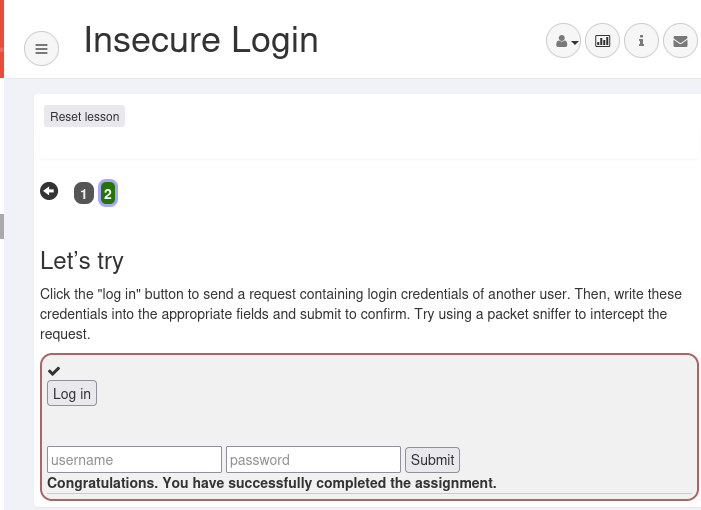 Insecure Login
Reset lesson
1 2
Let's try
Click the "log in" button to send a request containing login credentials of another user. Then, write these
credentials into the appropriate fields and submit to confirm. Try using a packet sniffer to intercept the
request.
Log in
username password Submit
Congratulations. You have successfully completed the assignment.